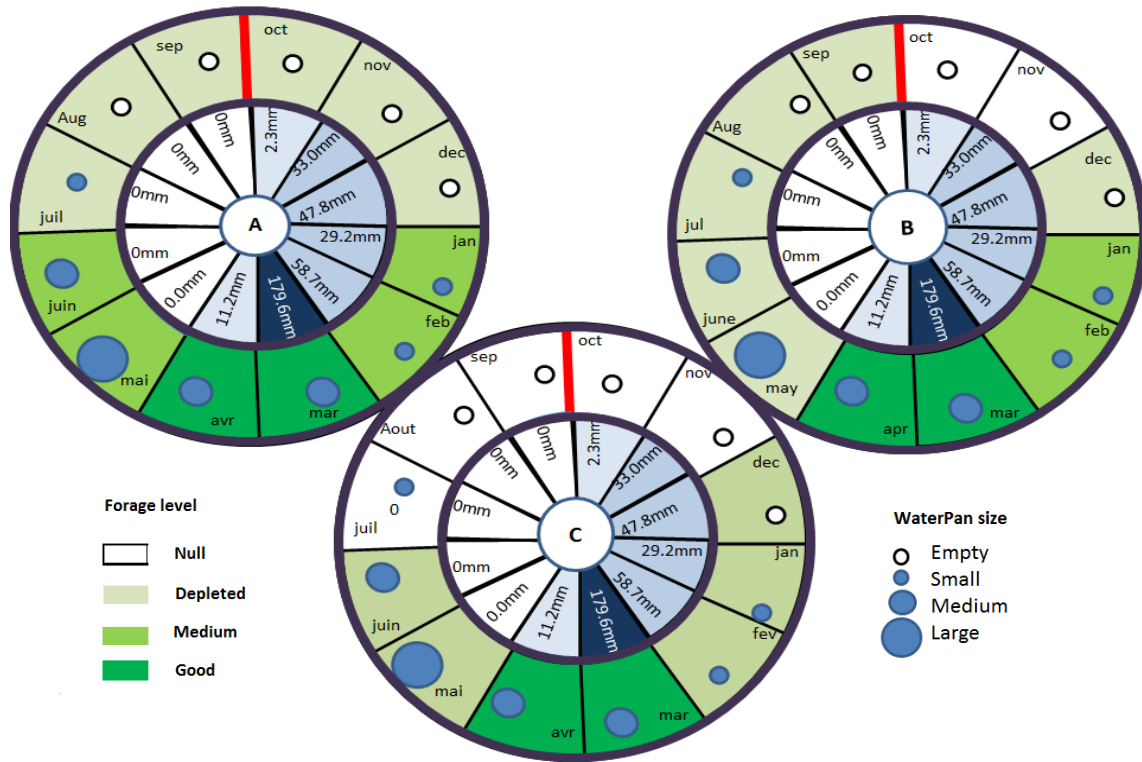 sep
oct
nov
dec
jan
feb
mar
avr
mai
juin
juil
Aug
2.3mm
33.0mm
47.8mm
29.2mm
58.7mm
179.6mm
11.2mm
0.0mm
0mm
0mm
0mm
0mm
A
sep
oct
nov
dec
jan
feb
mar
apr
may
june
jul
Aug
2.3mm
33.0mm
47.8mm
29.2mm
58.7mm
179.6mm
11.2mm
0.0mm
0mm
0mm
0mm
0mm
B
sep
oct
nov
dec
jan
fev
mar
avr
mai
juin
juil
0
Aout
2.3mm
33.0mm
47.8mm
29.2mm
58.7mm
179.6mm
11.2mm
0.0mm
0mm
0mm
0mm
0mm
C
Forage level
Null
Depleted
Medium
Good
WaterPan size
Empty
Small
Medium
Large